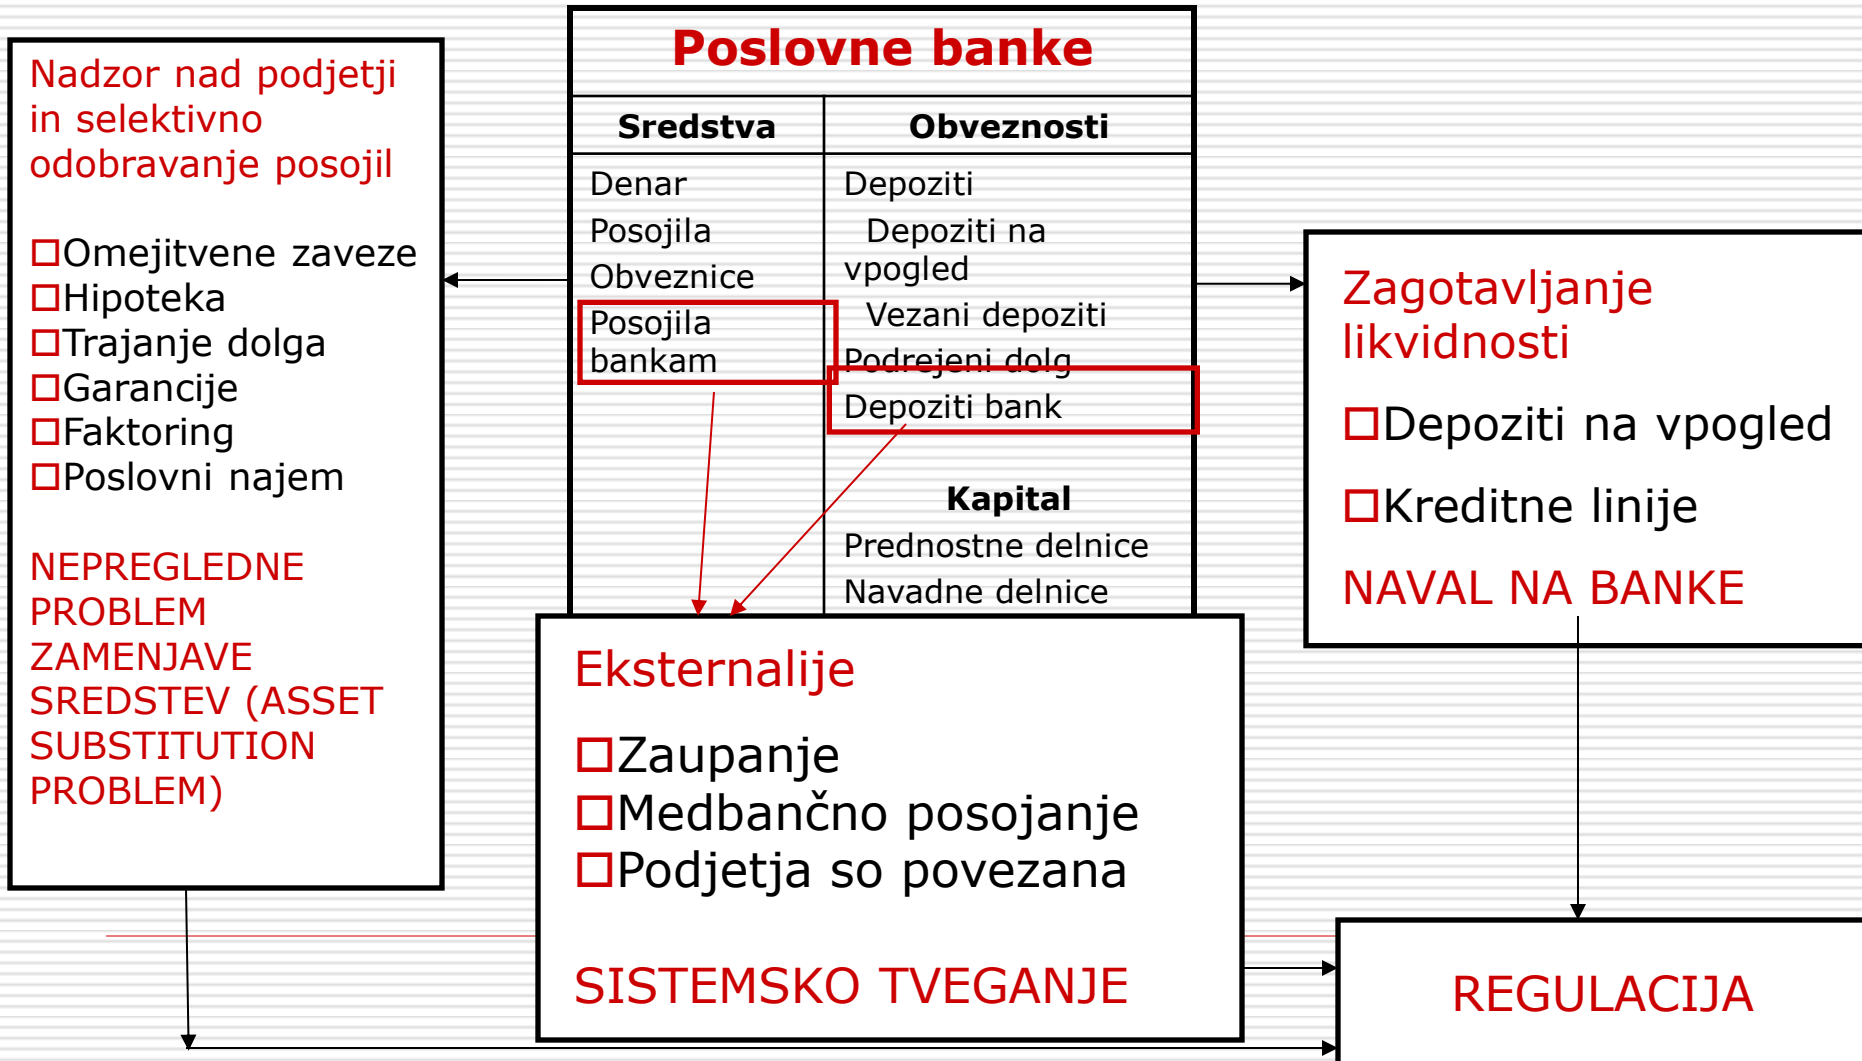 Nadzor nad podjetji
in selektivno
odobravanje posojil
Omejitvene zaveze
Hipoteka
Trajanje dolga
Garancije
Faktoring
Poslovni najem
NEPREGLEDNE
PROBLEM
ZAMENJAVE
SREDSTEV (ASSET
SUBSTITUTION
PROBLEM)
Poslovne banke
Sredstva
Denar
Posojila
Obveznice
Posojila
bankam
Obveznosti
Depoziti
Depoziti na
vpogled
Vezani depoziti
Podrejeni dolg
Depoziti bank
Kapital
Prednostne delnice
Navadne delnice
Eksternalije
Zaupanje
Medbančno posojanje
Podjetja so povezana
SISTEMSKO TVEGANJE
Zagotavljanje
likvidnosti
Depoziti na vpogled
Kreditne linije
NAVAL NA BANKE
REGULACIJA